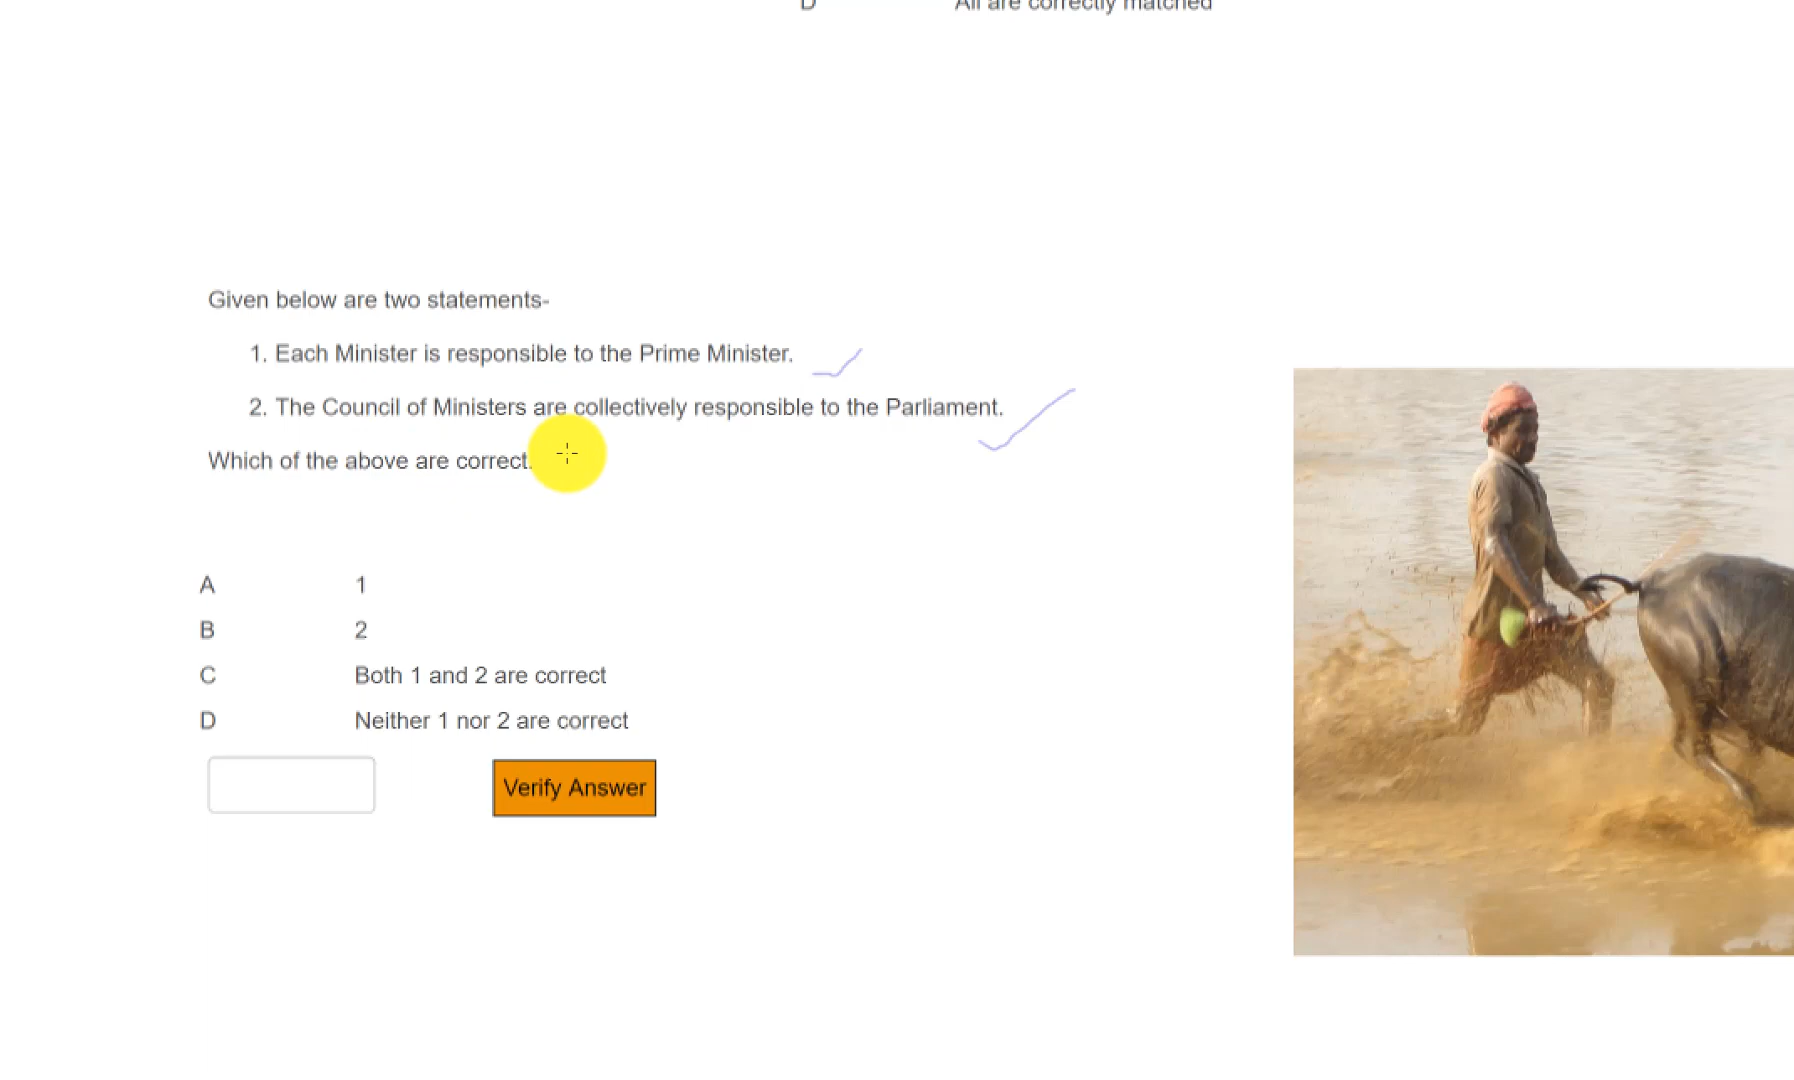 D All are correctly matched
Given below are two statements-
1. Each Minister is responsible to the Prime Minister.
2. The Council of Ministers are collectively responsible to the Parliament.
Which of the above are correct.
A 1
B 2
C Both 1 and 2 are correct
D Neither 1 nor 2 are correct
Verify Answer